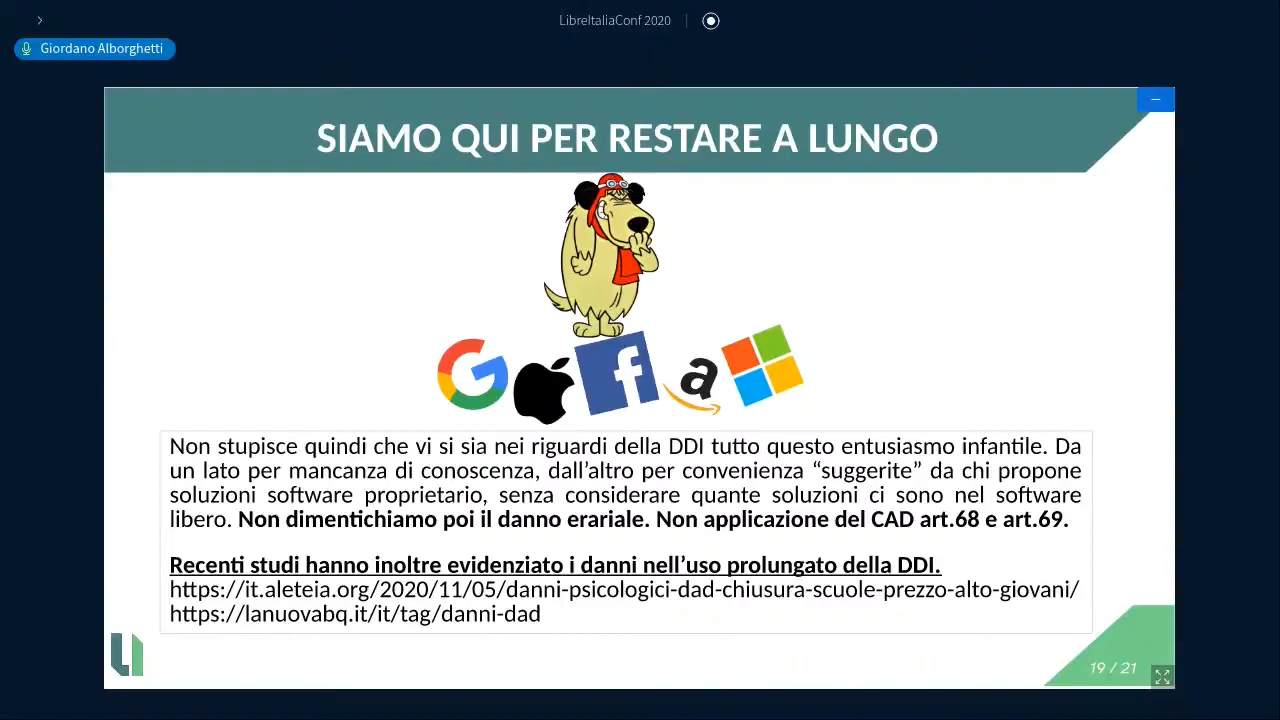 LibreItaliaConf 2020
Giordano Alborghetti
SIAMO QUI PER RESTARE A LUNGO
Non stupisce quindi che vi si sia nei riguardi della DDI tutto questo entusiasmo infantile. Da
un lato per mancanza di conoscenza, dall’altro per convenienza “suggerite” da chi propone
soluzioni software proprietario, senza considerare quante soluzioni ci sono nel software
libero. Non dimentichiamo poi il danno erariale. Non applicazione del CAD art.68 e art.69.
Recenti studi hanno inoltre evidenziato i danni nell’uso prolungato della DDI.
https://it.aleteia.org/2020/11/05/danni-psicologici-dad-chiusura-scuole-prezzo-alto-giovani/
https://lanuovabq.it/it/tag/danni-dad
19 / 21